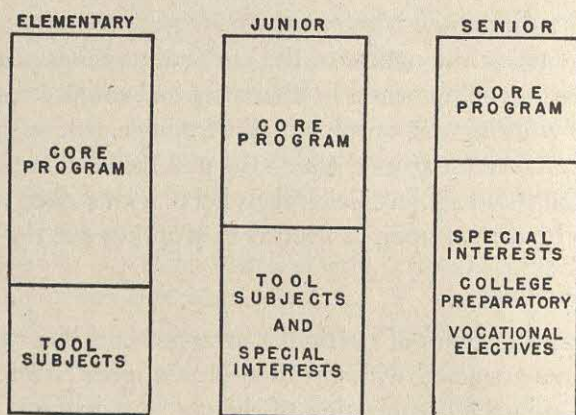 ELEMENTARY
CORE
PROGRAM
TOOL
SUBJECTS
JUNIOR
CORE
PROGRAM
TOOL
SUBJECTS
AND
SPECIAL
INTERESTS
SENIOR
CORE
PROGRAM
SPECIAL
INTERESTS
COLLEGE
PREPARATORY
VOCATIONAL
ELECTIVES